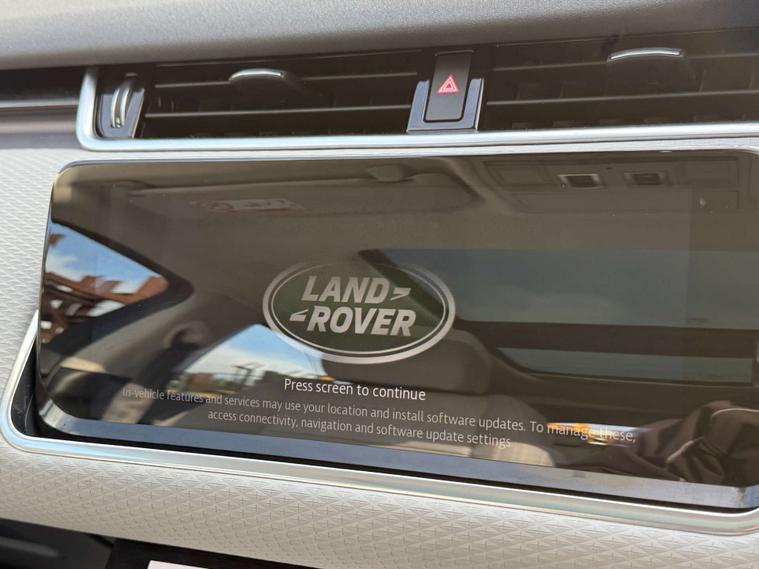 LAND
ROVER
Press screen to continue
In-vehicle features and services may use your location and install software updates. To manage these,
access connectivity, navigation and software update settings.